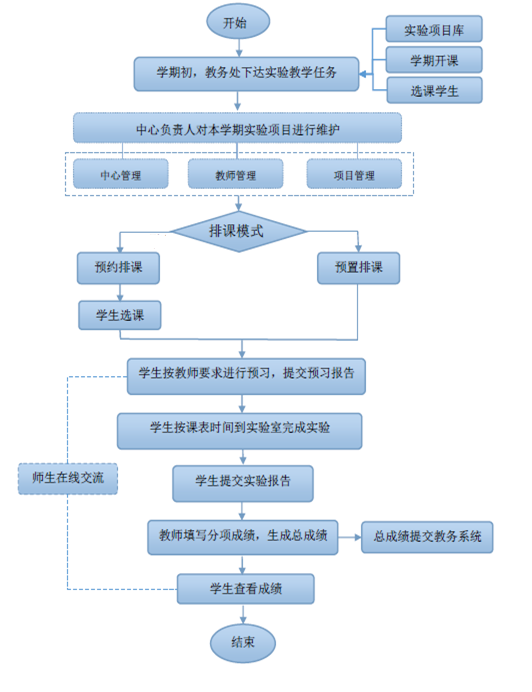 开始
实验项目库
学期开课
选课学生
学期初，教务处下达实验教学任务
中心负责人对本学期实验项目进行维护
中心管理
教师管理
项目管理
排课模式
预约排课
预置排课
学生选课
学生按教师要求进行预习，提交预习报告
学生按课表时间到实验室完成实验
师生在线交流
学生提交实验报告
教师填写分项成绩，生成总成绩
总成绩提交教务系统
学生查看成绩
结束